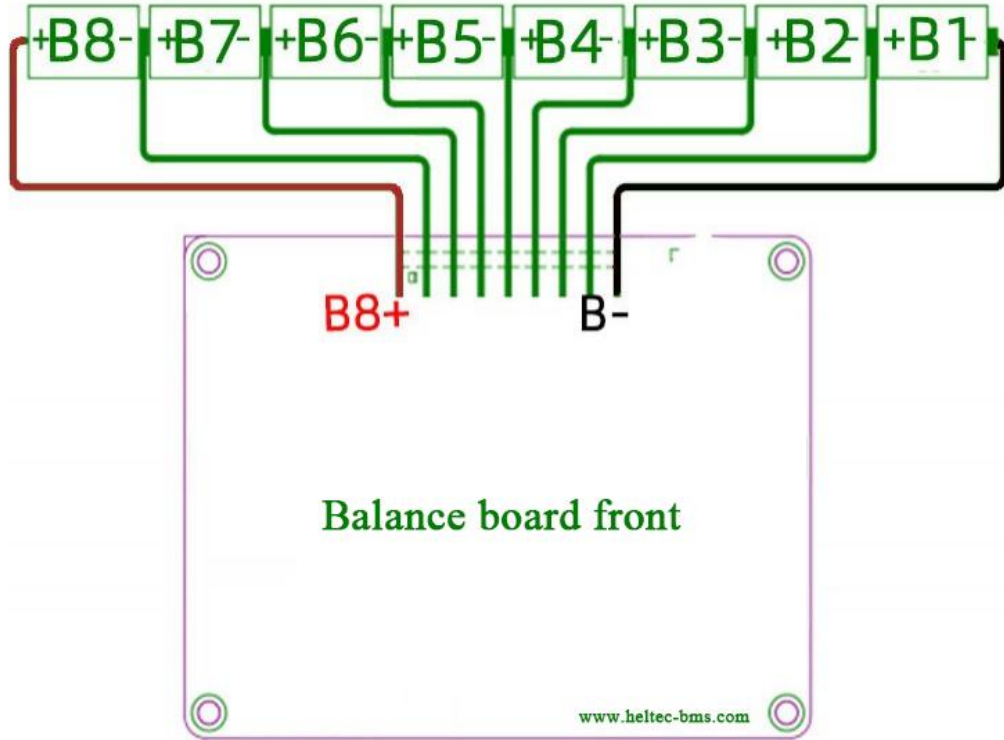 +B8- +B7- +B6- +B5- +B4- +B3- +B2- +B1-
B8+ B-
Balance board front
www.heltec-bms.com